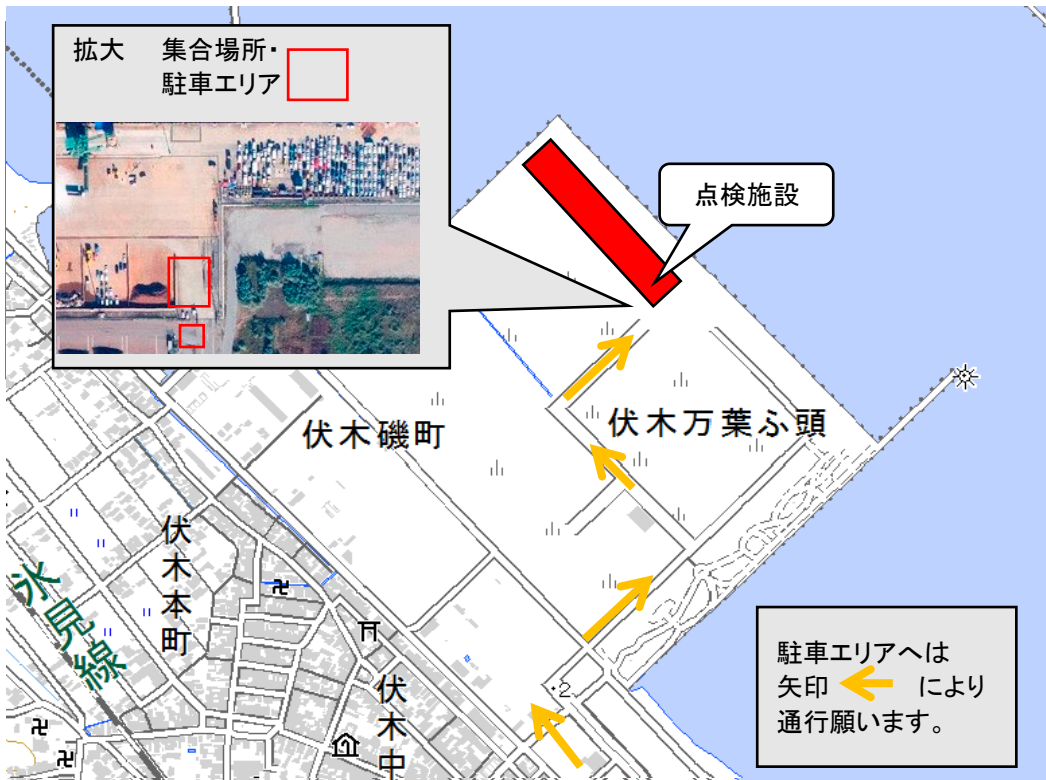 拡大 集合場所・
駐車エリア
点検施設
伏木磯町
伏木万葉ふ頭
伏木本町
氷見線
伏木中
2
駐車エリアへは
矢印 により
通行願います。